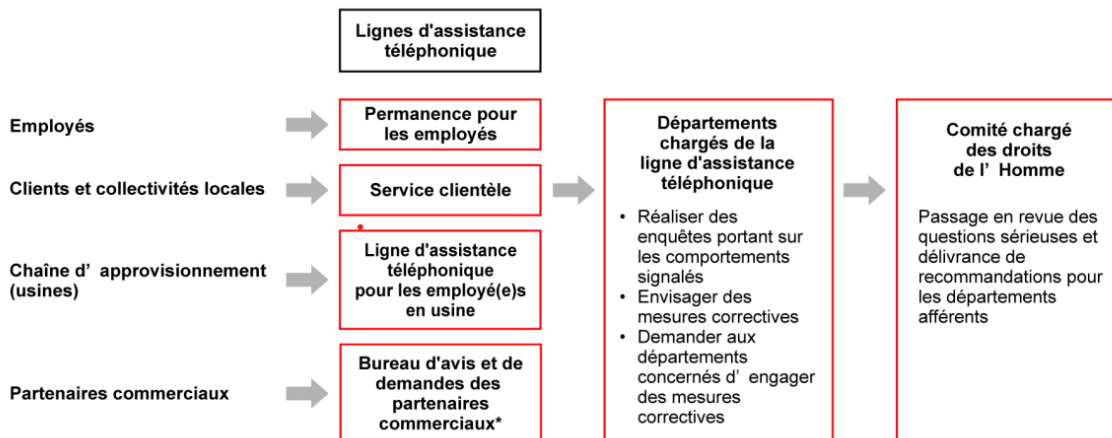 Lignes d'assistance
téléphonique
Employés
Permanence pour
les employés
Clients et collectivités locales
Service clientèle
Chaîne d’ approvisionnement
(usines)
Ligne d'assistance
téléphonique
pour les employé(e)s
en usine
Partenaires commerciaux
Bureau d'avis et de
demandes des
partenaires
commerciaux*
Départements
chargés de la
ligne d'assistance
téléphonique
• Réaliser des
enquêtes portant sur
les comportements
signalés
• Envisager des
mesures correctives
• Demander aux
départements
concernés d’ engager
des mesures
correctives
Comité chargé
des droits
de l’ Homme
Passage en revue des
questions sérieuses et
délivrance de
recommandations pour
les départements
afférents